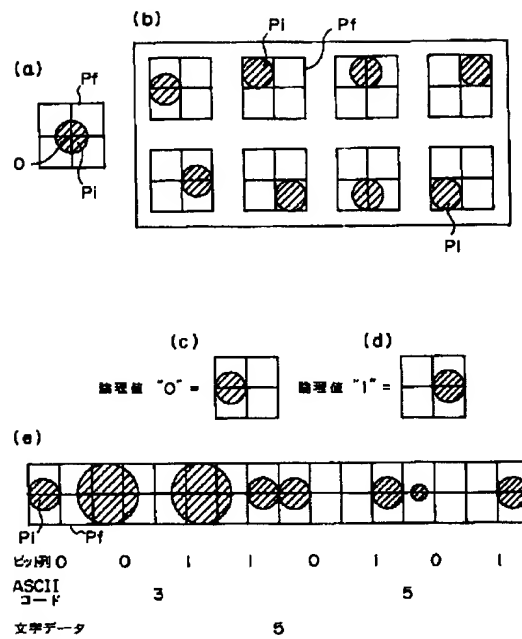 (a)
Pf
O
Pi
(b)
Pi
Pf
Pi
(c)
論理値 "0" =
(d)
論理値 "1" =
(e)
Pi
Pf
ビット列 0 0 1 1 0 1 0 1
ASCII
コード
3 5
文字データ 5